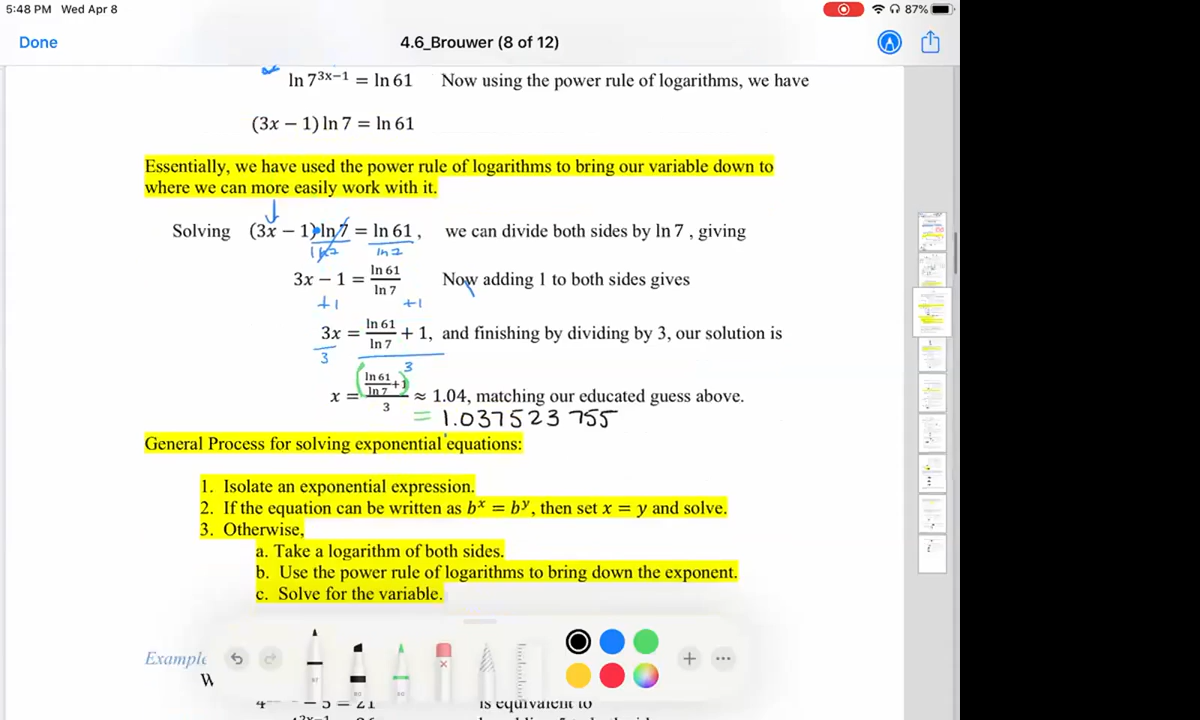 5:48 PM Wed Apr 8 87%
Done 4.6_Brouwer (8 of 12)
ln 7^{3x−1} = ln 61 Now using the power rule of logarithms, we have
(3x − 1) ln 7 = ln 61
Essentially, we have used the power rule of logarithms to bring our variable down to
where we can more easily work with it.
Solving (3x − 1) ln 7 = ln 61 , we can divide both sides by ln 7 , giving
ln 7 ln 7
3x − 1 = ln 61 / ln 7 Now adding 1 to both sides gives
+1 +1
3x = ln 61 / ln 7 + 1, and finishing by dividing by 3, our solution is
3 3
x = (ln 61 / ln 7 + 1) / 3 ≈ 1.04, matching our educated guess above.
= 1.037523755
General Process for solving exponential equations:
1. Isolate an exponential expression.
2. If the equation can be written as b^x = b^y, then set x = y and solve.
3. Otherwise,
a. Take a logarithm of both sides.
b. Use the power rule of logarithms to bring down the exponent.
c. Solve for the variable.
Example
W
− 5 = 21 is equivalent to